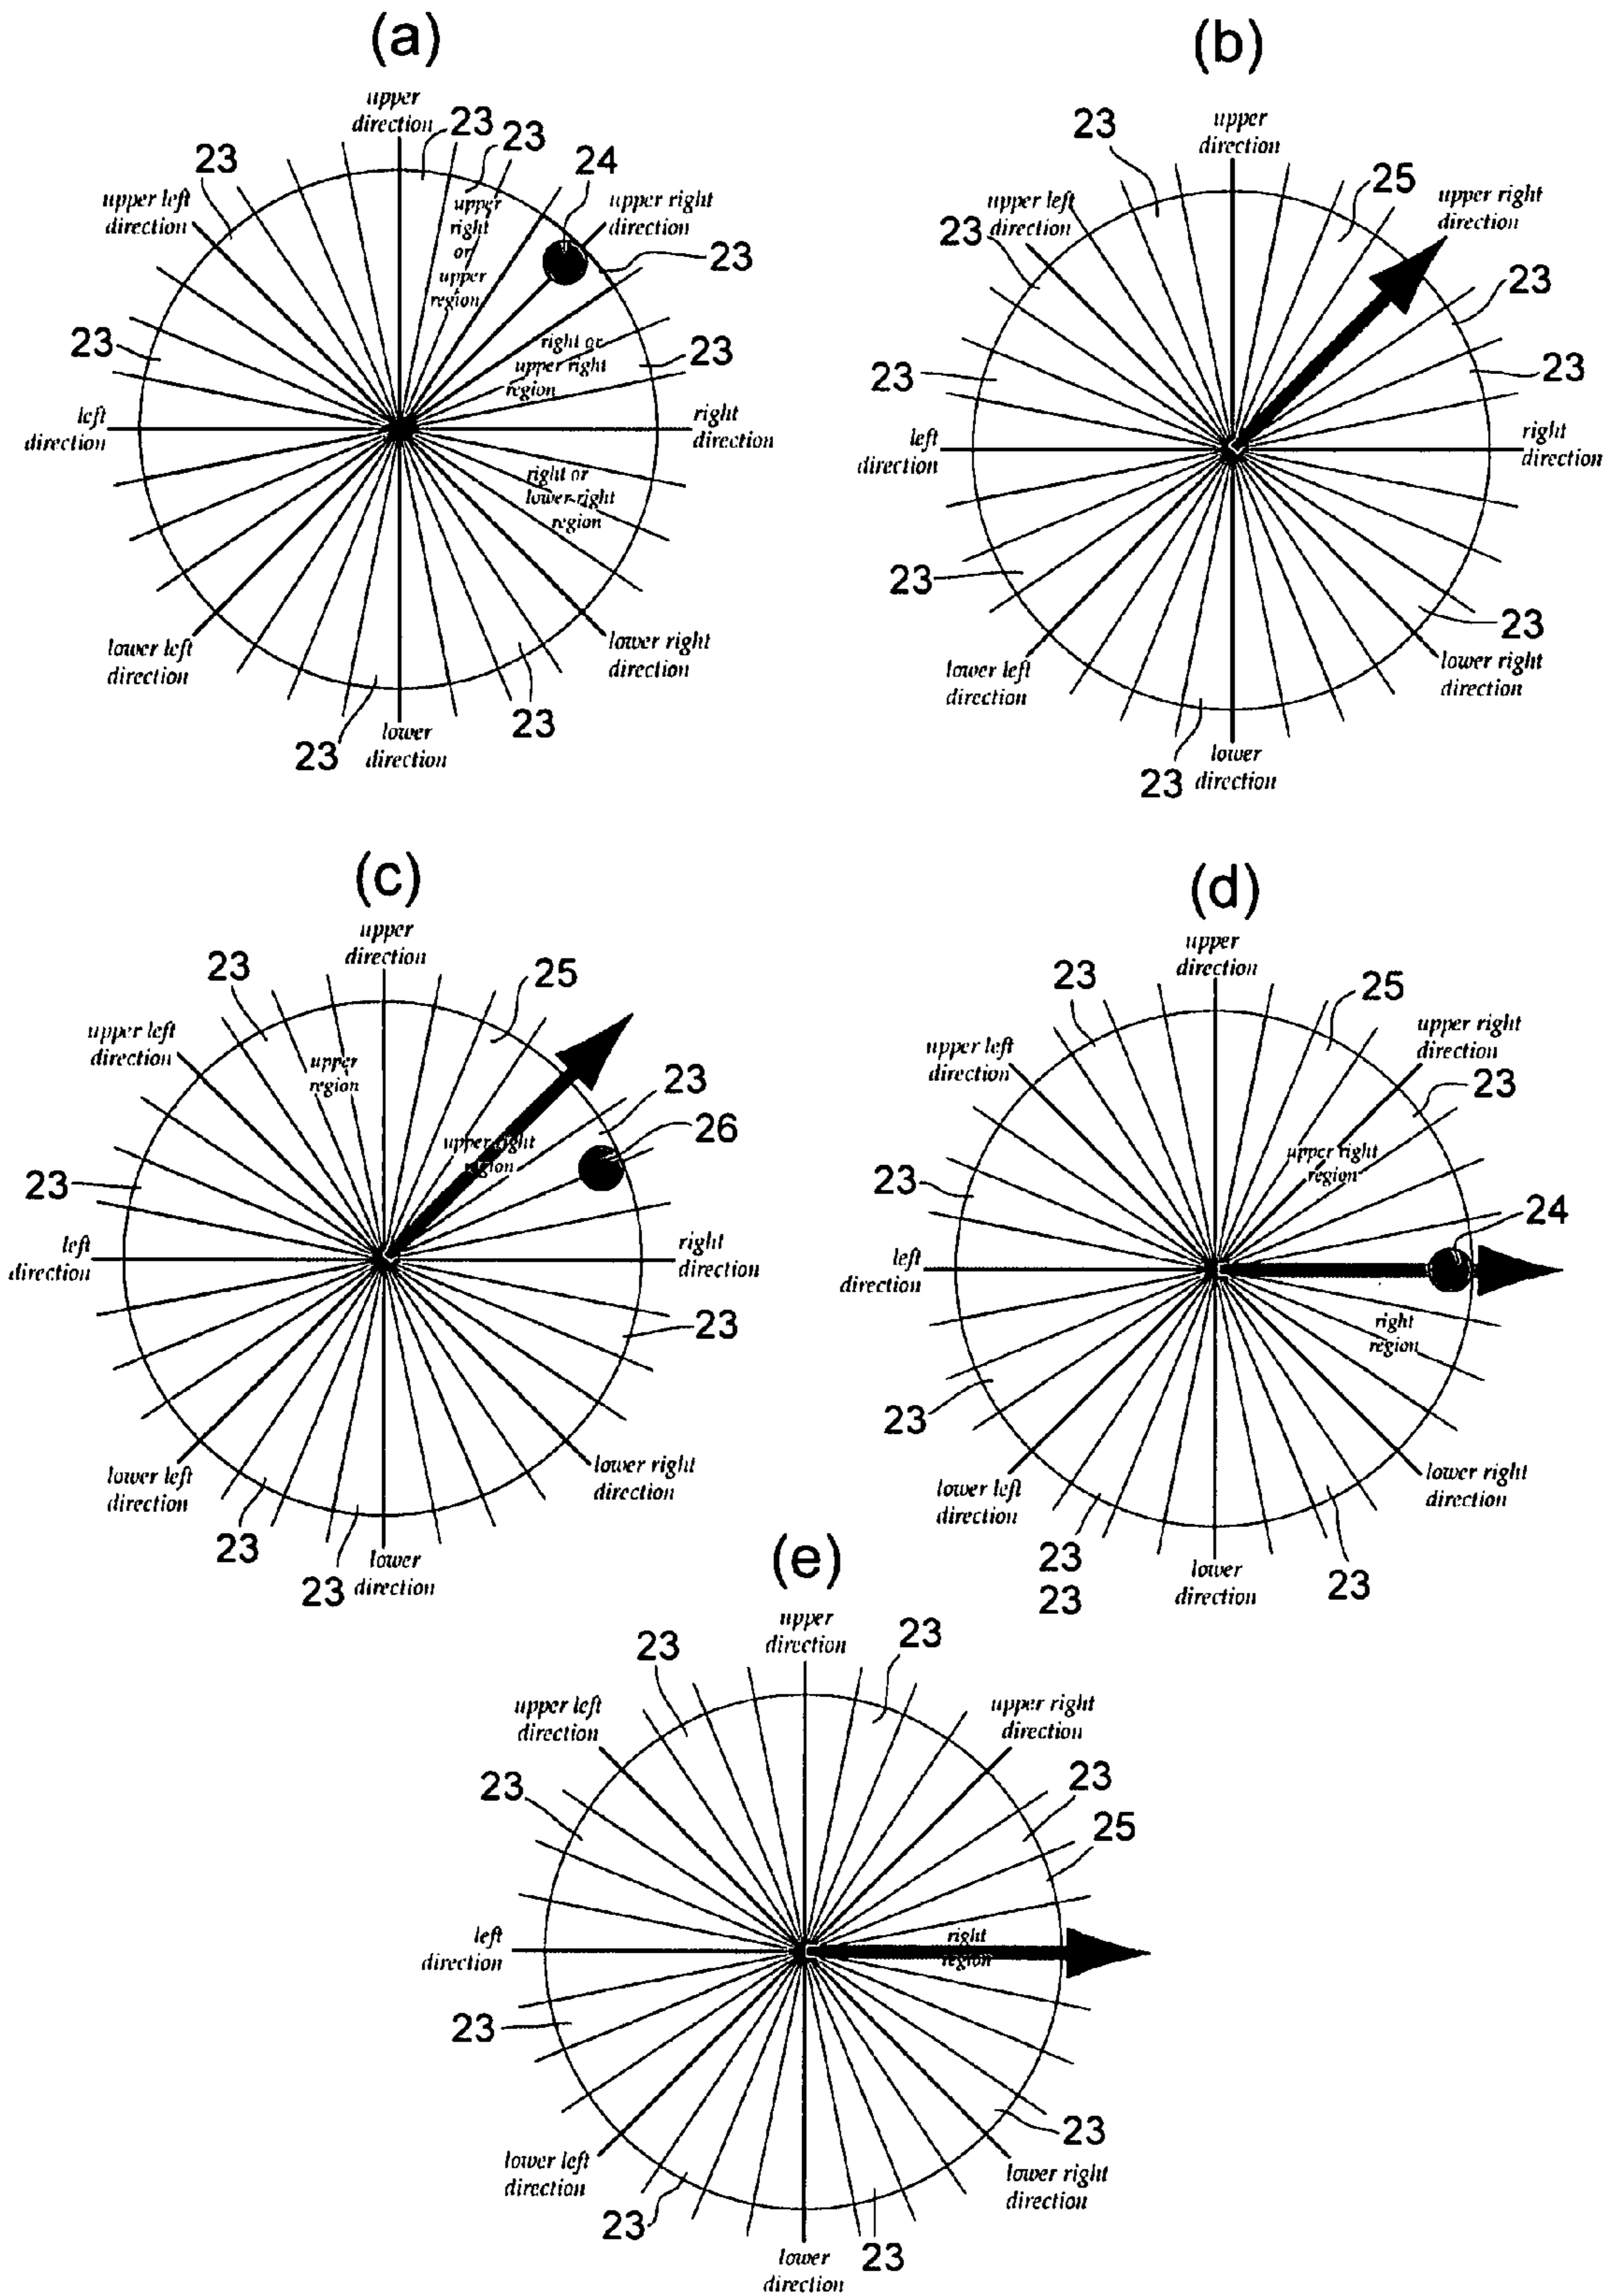 (a)
upper
direction
23
23
23
24
upper left
direction
upper
right
or
upper
region
upper right
direction
23
23
right or
upper right
region
23
left
direction
right
direction
right or
lower-right
region
lower left
direction
lower right
direction
23
lower
direction
23
(b)
23
upper
direction
25
upper left
direction
upper right
direction
23
23
23
23
left
direction
right
direction
23
23
lower left
direction
lower right
direction
23
lower
direction
(c)
upper
direction
23
25
upper left
direction
upper
region
23
26
upper right
region
23
left
direction
right
direction
23
lower left
direction
lower right
direction
23
23
lower
direction
(d)
upper
direction
23
25
upper left
direction
upper right
direction
23
upper right
region
23
24
left
direction
right
region
23
lower left
direction
lower right
direction
23
23
lower
direction
23
(e)
upper
direction
23
23
upper left
direction
upper right
direction
23
23
25
left
direction
right
region
23
23
lower left
direction
lower right
direction
23
lower
direction
23